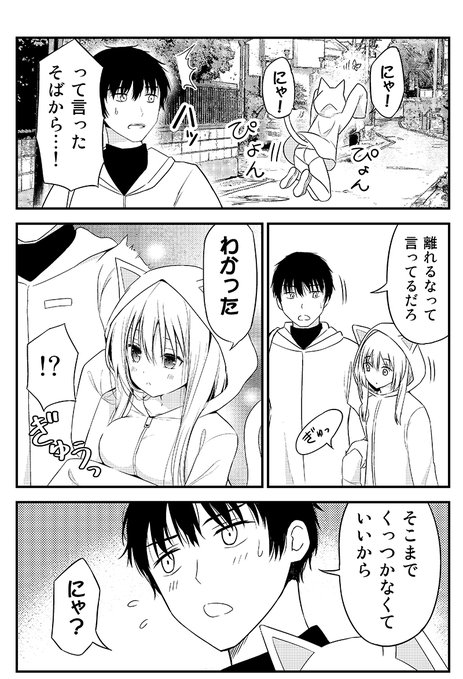 にゃ!
にゃ!
ぴょん
ぴょん
ハッ
って言った
そばから…!
離れるなって
言ってるだろ
ぎゅっ
わかった
!?
ぎゅうっ
そこまで
くっつかなくて
いいから
にゃ?